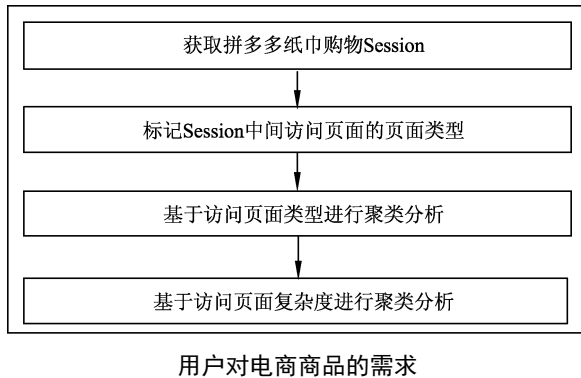 获取拼多多纸巾购物Session
标记Session中间访问页面的页面类型
基于访问页面类型进行聚类分析
基于访问页面复杂度进行聚类分析
用户对电商商品的需求